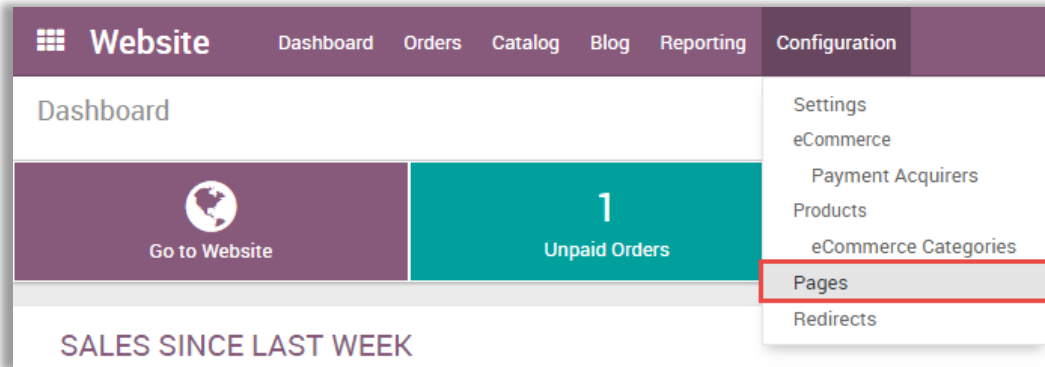 Website Dashboard Orders Catalog Blog Reporting Configuration
Dashboard
Settings
eCommerce
Payment Acquirers
Products
eCommerce Categories
Pages
Redirects
Go to Website
1
Unpaid Orders
SALES SINCE LAST WEEK